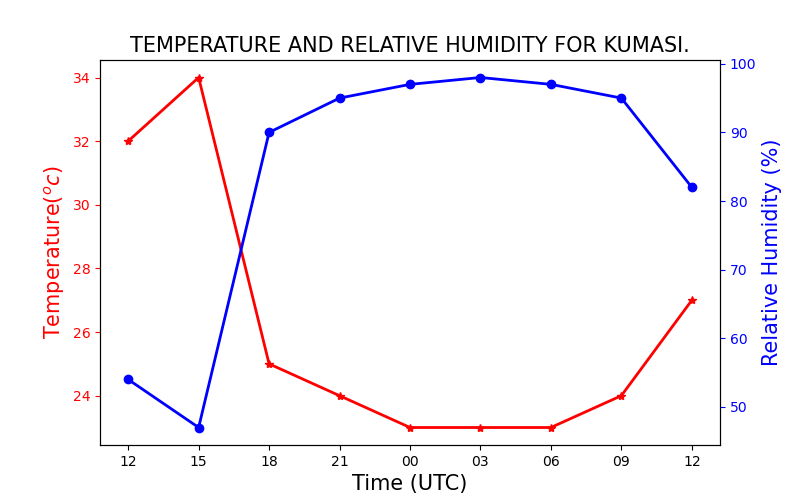 TEMPERATURE AND RELATIVE HUMIDITY FOR KUMASI.
Temperature(°c)
34
32
30
28
26
24
100
90
80
70
60
50
Relative Humidity (%)
12 15 18 21 00 03 06 09 12
Time (UTC)